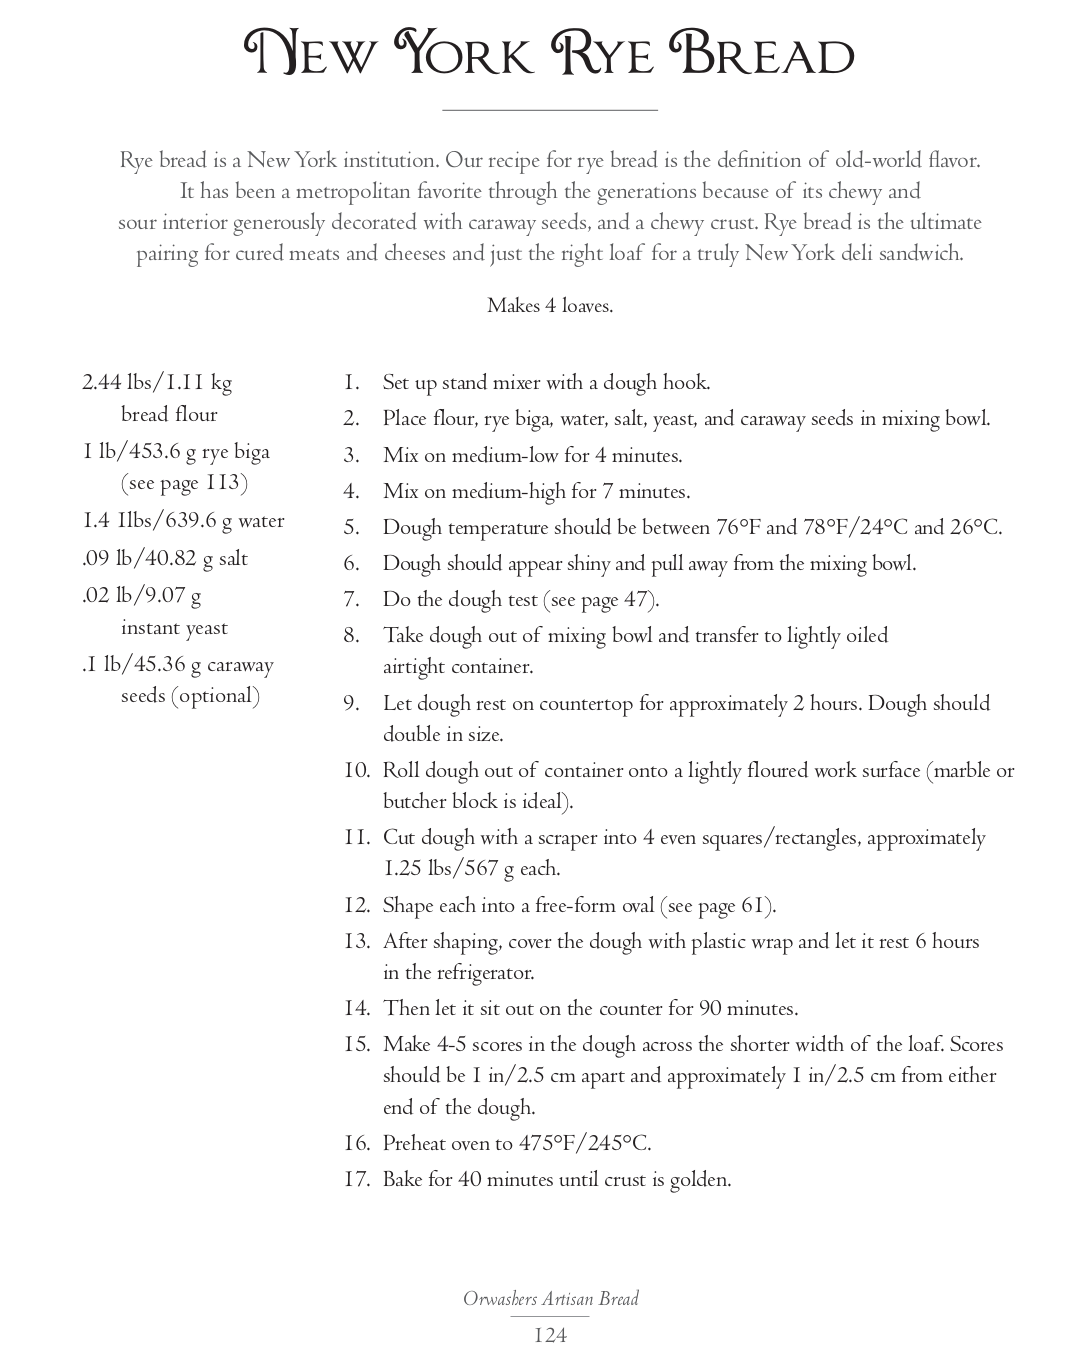 New York Rye Bread
Rye bread is a New York institution. Our recipe for rye bread is the definition of old-world flavor.
It has been a metropolitan favorite through the generations because of its chewy and
sour interior generously decorated with caraway seeds, and a chewy crust. Rye bread is the ultimate
pairing for cured meats and cheeses and just the right loaf for a truly New York deli sandwich.
Makes 4 loaves.
2.44 lbs/1.11 kg
bread flour
1 lb/453.6 g rye biga
(see page 113)
1.4 1lbs/639.6 g water
.09 lb/40.82 g salt
.02 lb/9.07 g
instant yeast
.1 lb/45.36 g caraway
seeds (optional)
1. Set up stand mixer with a dough hook.
2. Place flour, rye biga, water, salt, yeast, and caraway seeds in mixing bowl.
3. Mix on medium-low for 4 minutes.
4. Mix on medium-high for 7 minutes.
5. Dough temperature should be between 76°F and 78°F/24°C and 26°C.
6. Dough should appear shiny and pull away from the mixing bowl.
7. Do the dough test (see page 47).
8. Take dough out of mixing bowl and transfer to lightly oiled
airtight container.
9. Let dough rest on countertop for approximately 2 hours. Dough should
double in size.
10. Roll dough out of container onto a lightly floured work surface (marble or
butcher block is ideal).
11. Cut dough with a scraper into 4 even squares/rectangles, approximately
1.25 lbs/567 g each.
12. Shape each into a free-form oval (see page 61).
13. After shaping, cover the dough with plastic wrap and let it rest 6 hours
in the refrigerator.
14. Then let it sit out on the counter for 90 minutes.
15. Make 4-5 scores in the dough across the shorter width of the loaf. Scores
should be 1 in/2.5 cm apart and approximately 1 in/2.5 cm from either
end of the dough.
16. Preheat oven to 475°F/245°C.
17. Bake for 40 minutes until crust is golden.
Orwashers Artisan Bread
124